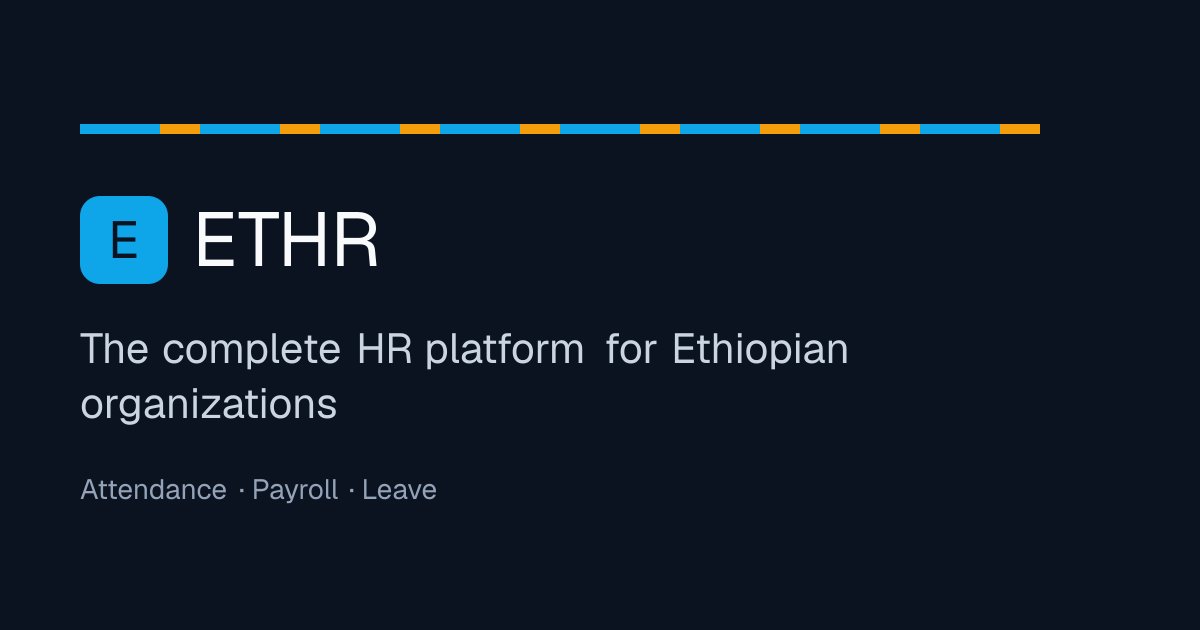 E
ETHR
The complete HR platform for Ethiopian
organizations
Attendance · Payroll · Leave